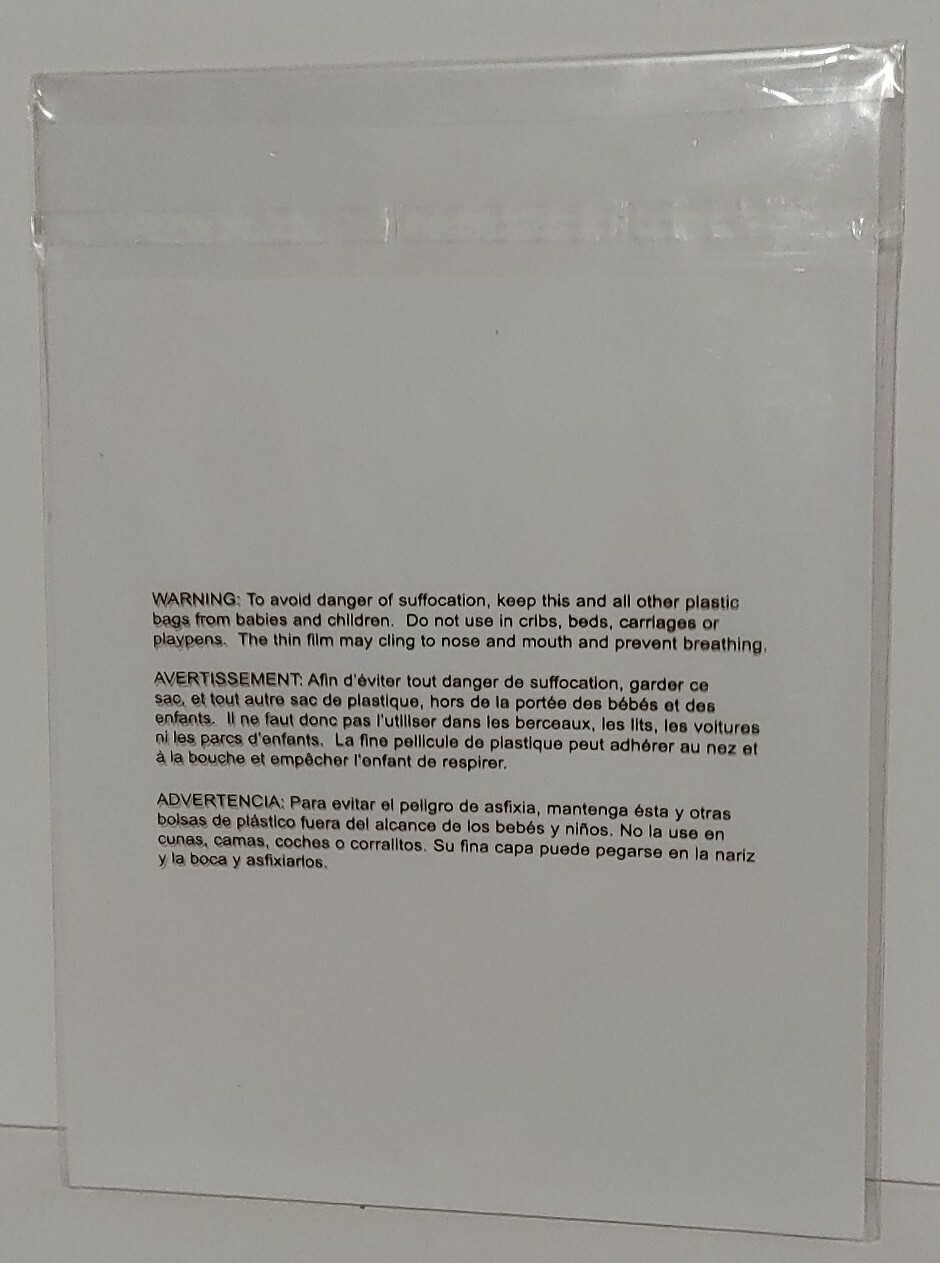 WARNING: To avoid danger of suffocation, keep this and all other plastic
bags from babies and children. Do not use in cribs, beds, carriages or
playpens. The thin film may cling to nose and mouth and prevent breathing.
AVERTISSEMENT: Afin d'éviter tout danger de suffocation, garder ce
sac, et tout autre sac de plastique, hors de la portée des bébés et des
enfants. Il ne faut donc pas l'utiliser dans les berceaux, les lits, les voitures
ni les parcs d'enfants. La fine pellicule de plastique peut adhérer au nez et
à la bouche et empêcher l'enfant de respirer.
ADVERTENCIA: Para evitar el peligro de asfixia, mantenga ésta y otras
bolsas de plástico fuera del alcance de los bebés y niños. No la use en
cunas, camas, coches o corralitos. Su fina capa puede pegarse en la nariz
y la boca y asfixiarlos.